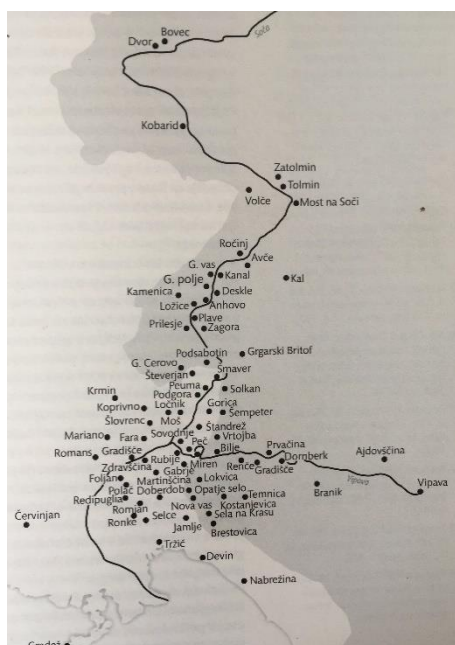 Bovec
Soča
Dvor
Kobarid
Zatolmin
Tolmin
Volče
Most na Soči
Ročinj
Avče
G. vas
Kanal
Kal
G. polje
Kamenica
Deskle
Ložice
Anhovo
Plave
Prilesje
Zagora
Podsabotin
Grgarski Britof
G. Cerovo
Števerjan
Šmaver
Peuma
Solkan
Krmin
Podgora
Koprivno
Ločnik
Gorica
Moš
Šempeter
Šlovrenc
Štandrež
Mariano
Fara
Sovodnje
Vrtojba
Peč
Romans
Gradišče
Rubije
Bilje
Prvačina
Miren
Renče
Dornberk
Ajdovščina
Zdravščina
Gabrje
Gradišče
Foljan
Martinščina
Lokvica
Vipava
Branik
Vipava
Polač
Doberdob
Opatje selo
Temnica
Redipuglia
Romjan
Nova vas
Kostanjevica
Červinjan
Ronke
Selce
Jamlje
Sela na Krasu
Brestovica
Tržič
Devin
Nabrežina